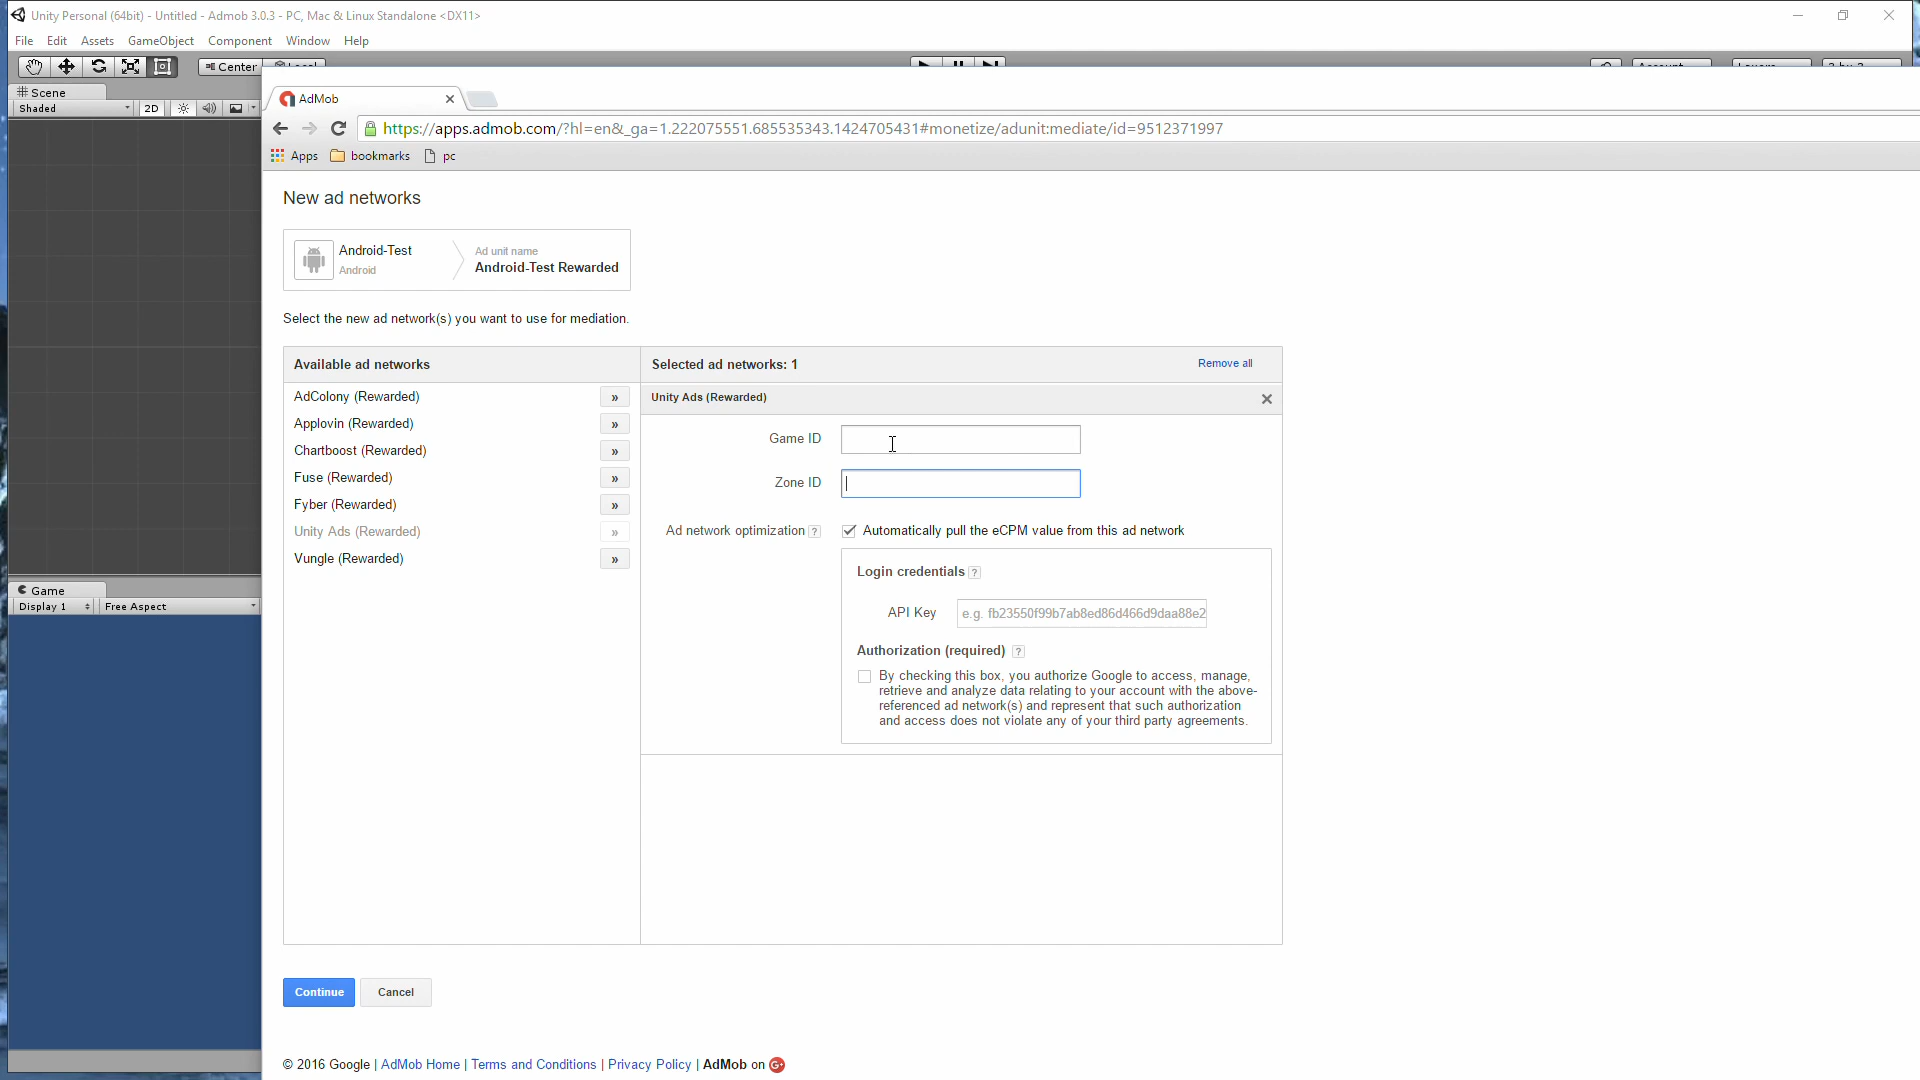 Unity Personal (64bit) - Untitled - Admob 3.0.3 - PC, Mac & Linux Standalone <DX11>
File Edit Assets GameObject Component Window Help
Center
Scene
Shaded 2D
AdMob
https://apps.admob.com/?hl=en&_ga=1.222075551.685535343.1424705431#monetize/adunit:mediate/id=9512371997
Apps bookmarks pc
New ad networks
Android-Test
Android
Ad unit name
Android-Test Rewarded
Select the new ad network(s) you want to use for mediation.
Available ad networks
AdColony (Rewarded) »
Applovin (Rewarded) »
Chartboost (Rewarded) »
Fuse (Rewarded) »
Fyber (Rewarded) »
Unity Ads (Rewarded) »
Vungle (Rewarded) »
Selected ad networks: 1 Remove all
Unity Ads (Rewarded)
Game ID
Zone ID
Ad network optimization ? Automatically pull the eCPM value from this ad network
Login credentials ?
API Key e.g. fb23550f99b7ab8ed86d466d9daa88e2
Authorization (required) ?
By checking this box, you authorize Google to access, manage,
retrieve and analyze data relating to your account with the above-
referenced ad network(s) and represent that such authorization
and access does not violate any of your third party agreements.
Game
Display 1 Free Aspect
Continue Cancel
© 2016 Google | AdMob Home | Terms and Conditions | Privacy Policy | AdMob on G+